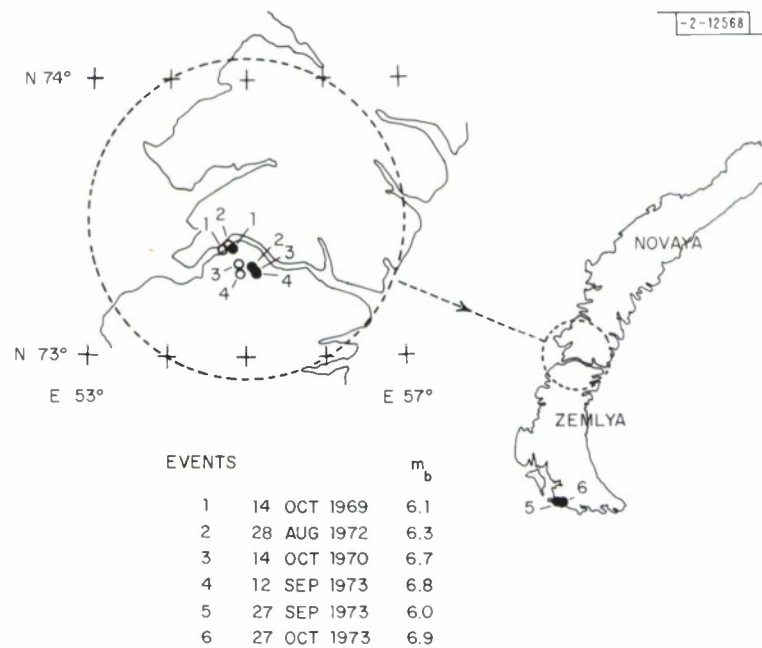 -2-12568
N 74°
NOVAYA
1 2 1
2
3
3
4 4
N 73°
E 53° E 57°
ZEMLYA
5 6
EVENTS m_b
1 14 OCT 1969 6.1
2 28 AUG 1972 6.3
3 14 OCT 1970 6.7
4 12 SEP 1973 6.8
5 27 SEP 1973 6.0
6 27 OCT 1973 6.9